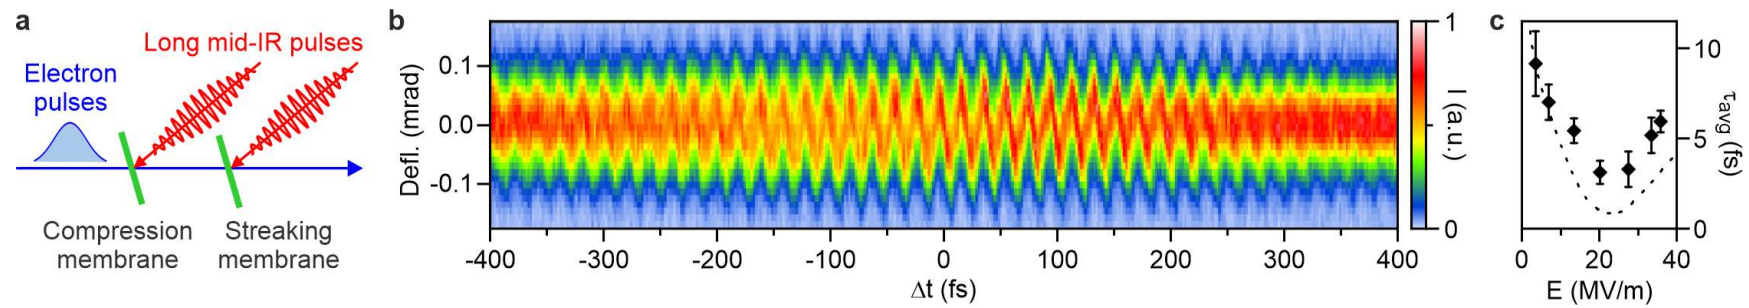 a
Long mid-IR pulses
Electron
pulses
Compression
membrane
Streaking
membrane
b
Defl. (mrad)
0.1
0.0
-0.1
-400
-300
-200
-100
0
100
200
300
400
Δt (fs)
1
I (a.u.)
0
c
10
5
0
τavg (fs)
0
20
40
E (MV/m)